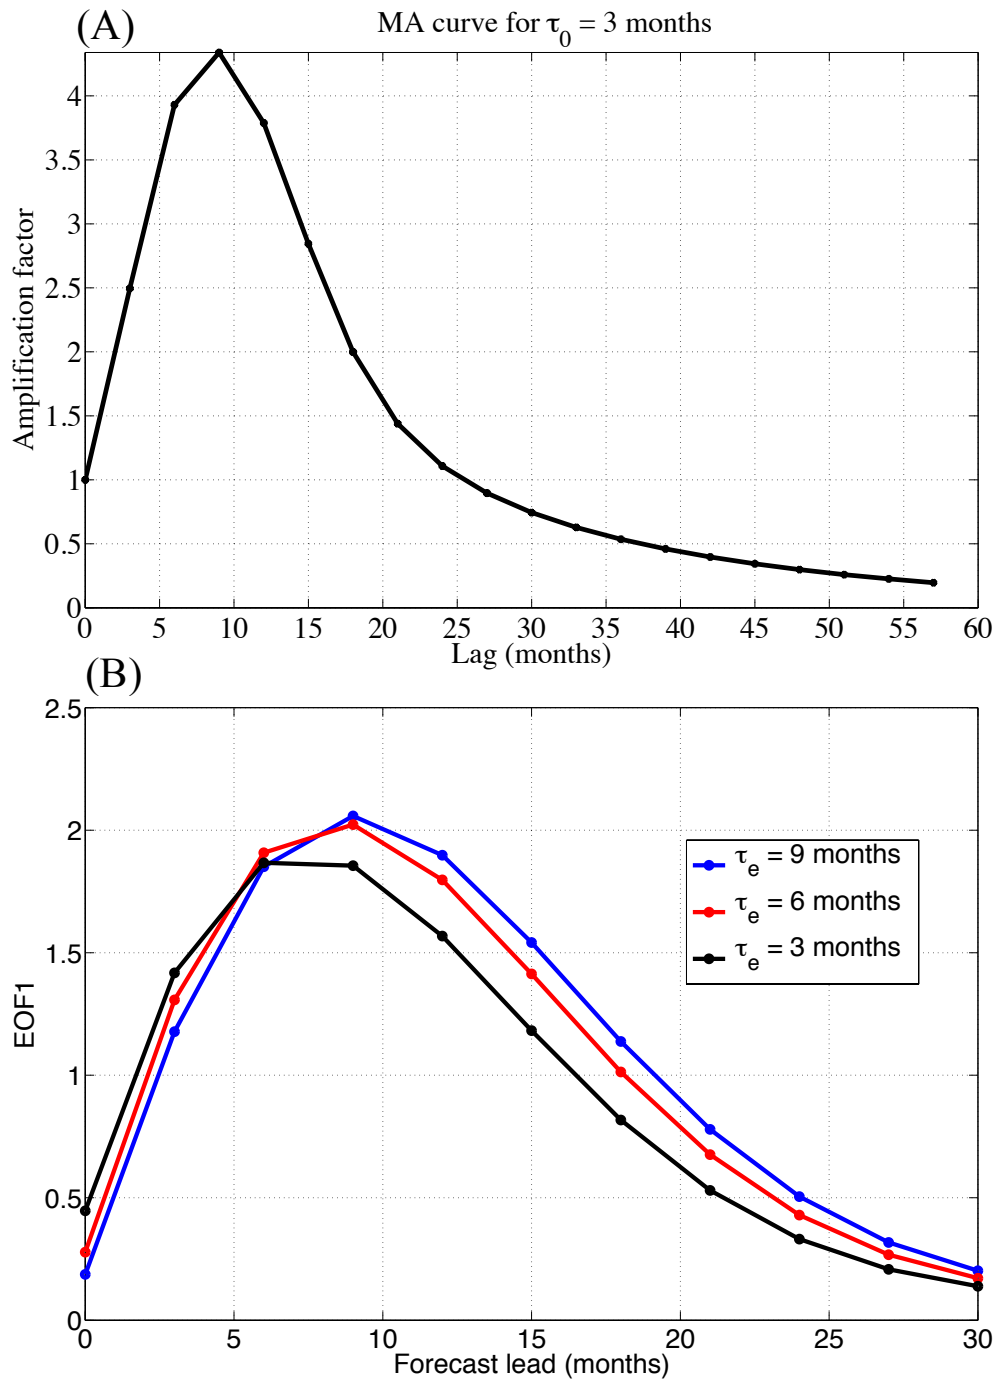 (A)
MA curve for τ0 = 3 months
4
3.5
3
2.5
2
1.5
1
0.5
0
Amplification factor
0 5 10 15 20 25 30 35 40 45 50 55 60
Lag (months)
(B)
2.5
2
1.5
1
0.5
0
EOF1
τe = 9 months
τe = 6 months
τe = 3 months
0 5 10 15 20 25 30
Forecast lead (months)